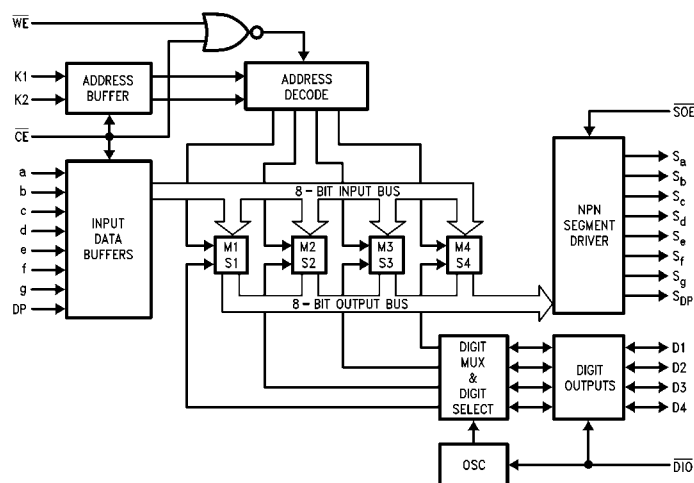 WE
K1
K2
CE
ADDRESS
BUFFER
ADDRESS
DECODE
SOE
a
b
c
d
e
f
g
DP
INPUT
DATA
BUFFERS
8-BIT INPUT BUS
M1
S1
M2
S2
M3
S3
M4
S4
8-BIT OUTPUT BUS
NPN
SEGMENT
DRIVER
Sa
Sb
Sc
Sd
Se
Sf
Sg
SDP
DIGIT
MUX
&
DIGIT
SELECT
DIGIT
OUTPUTS
D1
D2
D3
D4
OSC
DIO